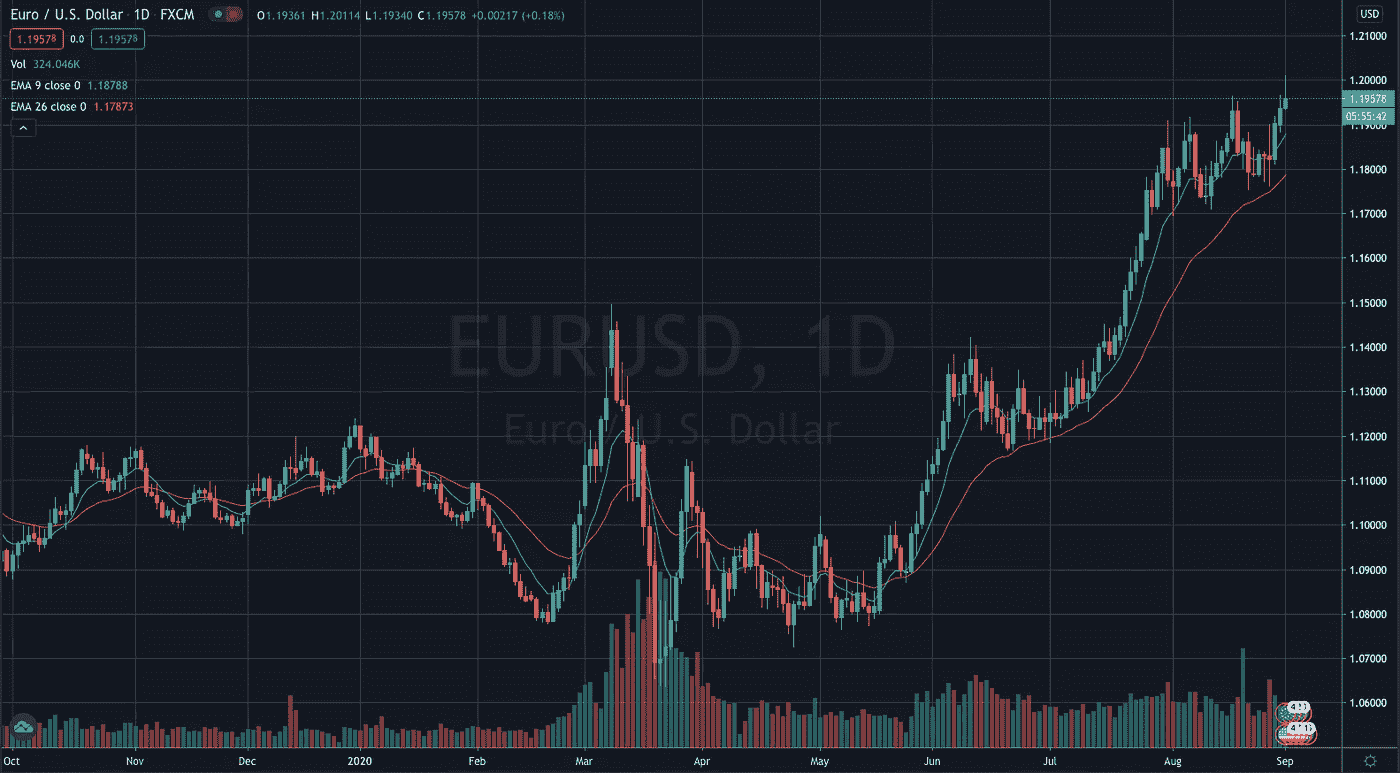 Euro / U.S. Dollar · 1D · FXCM O1.19361 H1.20114 L1.19340 C1.19578 +0.00217 (+0.18%)
1.19578 0.0 1.19578
Vol 324.046K
EMA 9 close 0 1.18788
EMA 26 close 0 1.17873
EURUSD, 1D
Euro / U.S. Dollar
USD
1.21000
1.20000
1.19578
05:55:42
1.19000
1.18000
1.17000
1.16000
1.15000
1.14000
1.13000
1.12000
1.11000
1.10000
1.09000
1.08000
1.07000
1.06000
Oct Nov Dec 2020 Feb Mar Apr May Jun Jul Aug Sep